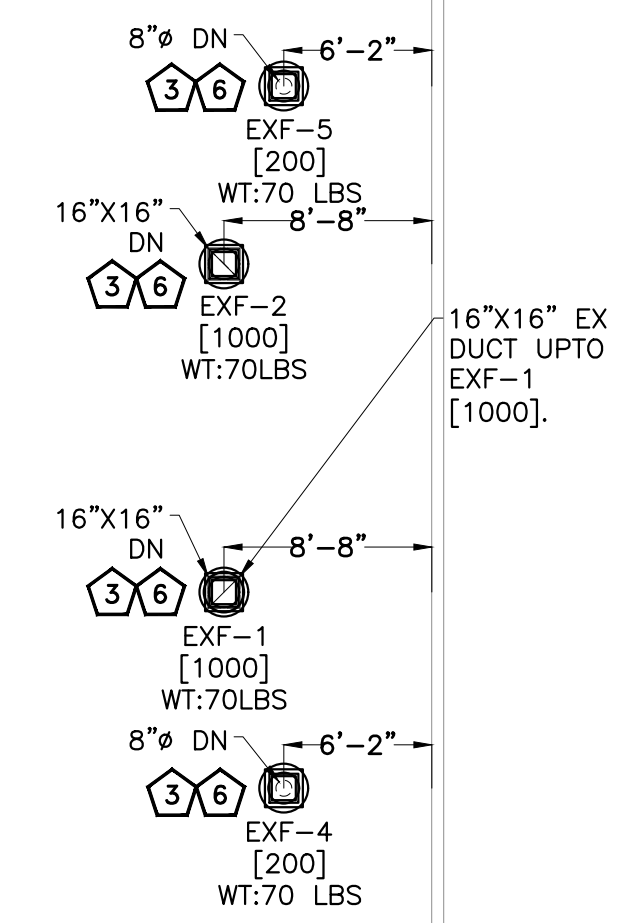 8"ø DN
6'-2"
3 6
EXF-5
[200]
WT:70 LBS
16"X16"
DN
8'-8"
3 6
EXF-2
[1000]
WT:70LBS
16"X16" EX
DUCT UPTO
EXF-1
[1000].
16"X16"
DN
8'-8"
3 6
EXF-1
[1000]
WT:70LBS
8"ø DN
6'-2"
3 6
EXF-4
[200]
WT:70 LBS